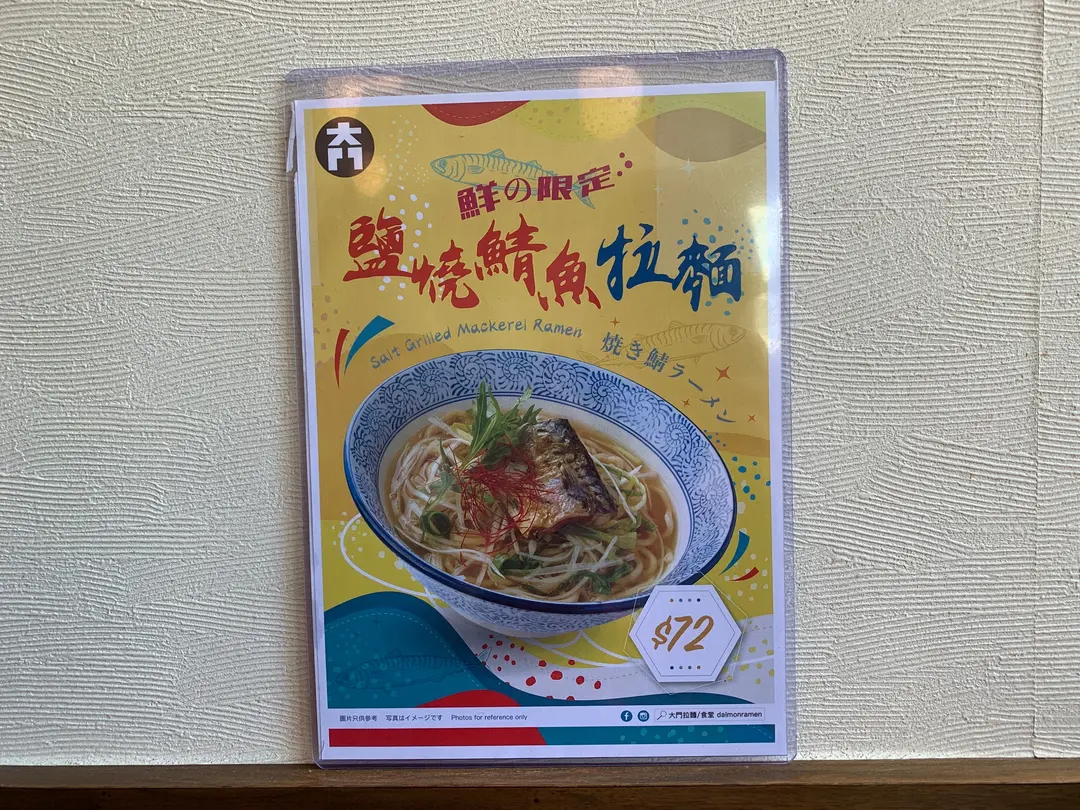 大門
鮮の限定
鹽燒鯖魚拉麵
Salt Grilled Mackerel Ramen
焼き鯖ラーメン
$72
圖片只供參考 写真はイメージです Photos for reference only
大門拉麵/食堂 daimonramen